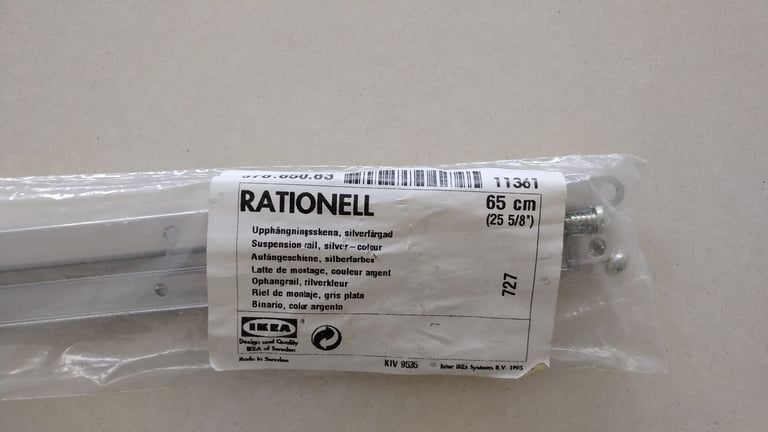 11361
RATIONELL
65 cm
(25 5/8")
Upphängningsskena, silverfärgad
Suspension rail, silver-colour
Aufängeschiene, silberfarben
Latte de montage, couleur argent
Ophangrail, zilverkleur
Riel de montaje, gris plata
Binario, color argento
727
IKEA
Design and Quality
IKEA of Sweden
Made in Sweden
KIV 9535
© Inter IKEA Systems B.V. 1995